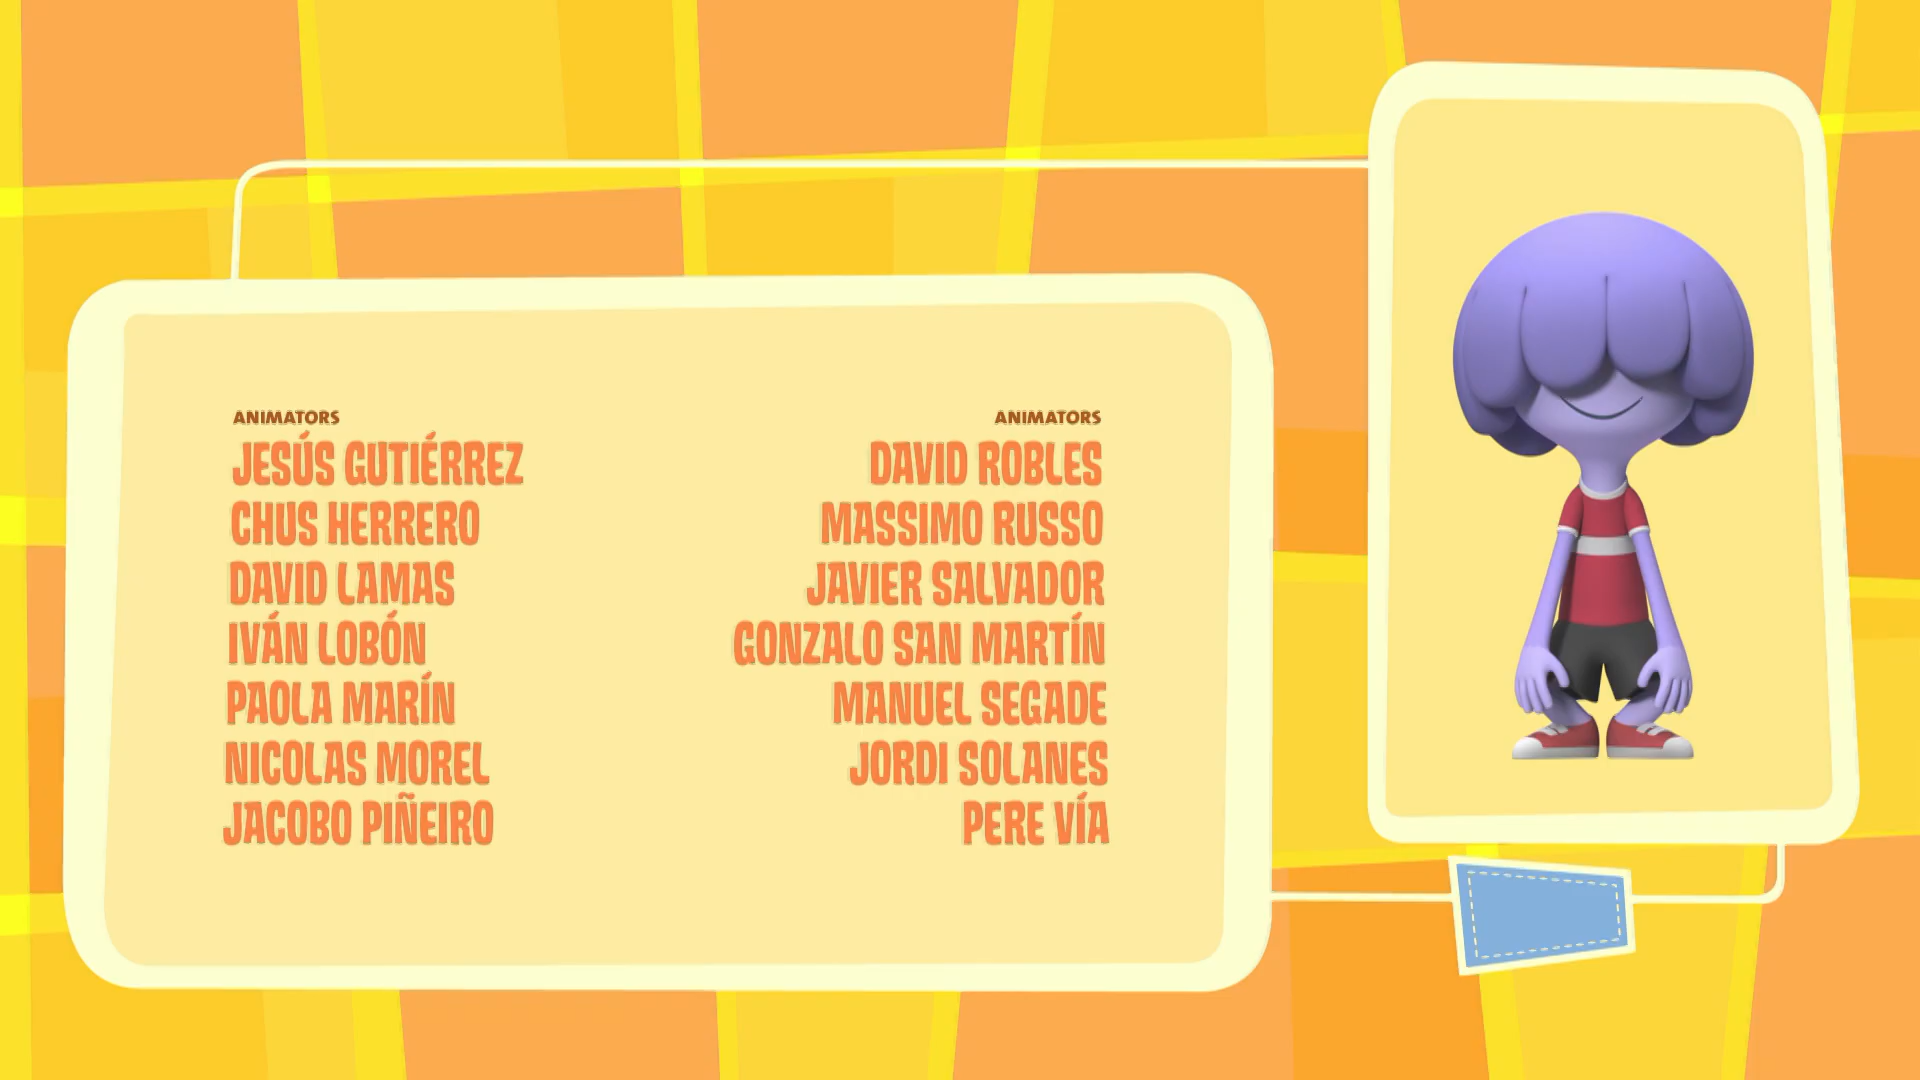 ANIMATORS
JESÚS GUTIÉRREZ
CHUS HERRERO
DAVID LAMAS
IVÁN LOBÓN
PAOLA MARÍN
NICOLAS MOREL
JACOBO PIÑEIRO
ANIMATORS
DAVID ROBLES
MASSIMO RUSSO
JAVIER SALVADOR
GONZALO SAN MARTÍN
MANUEL SEGADE
JORDI SOLANES
PERE VÍA